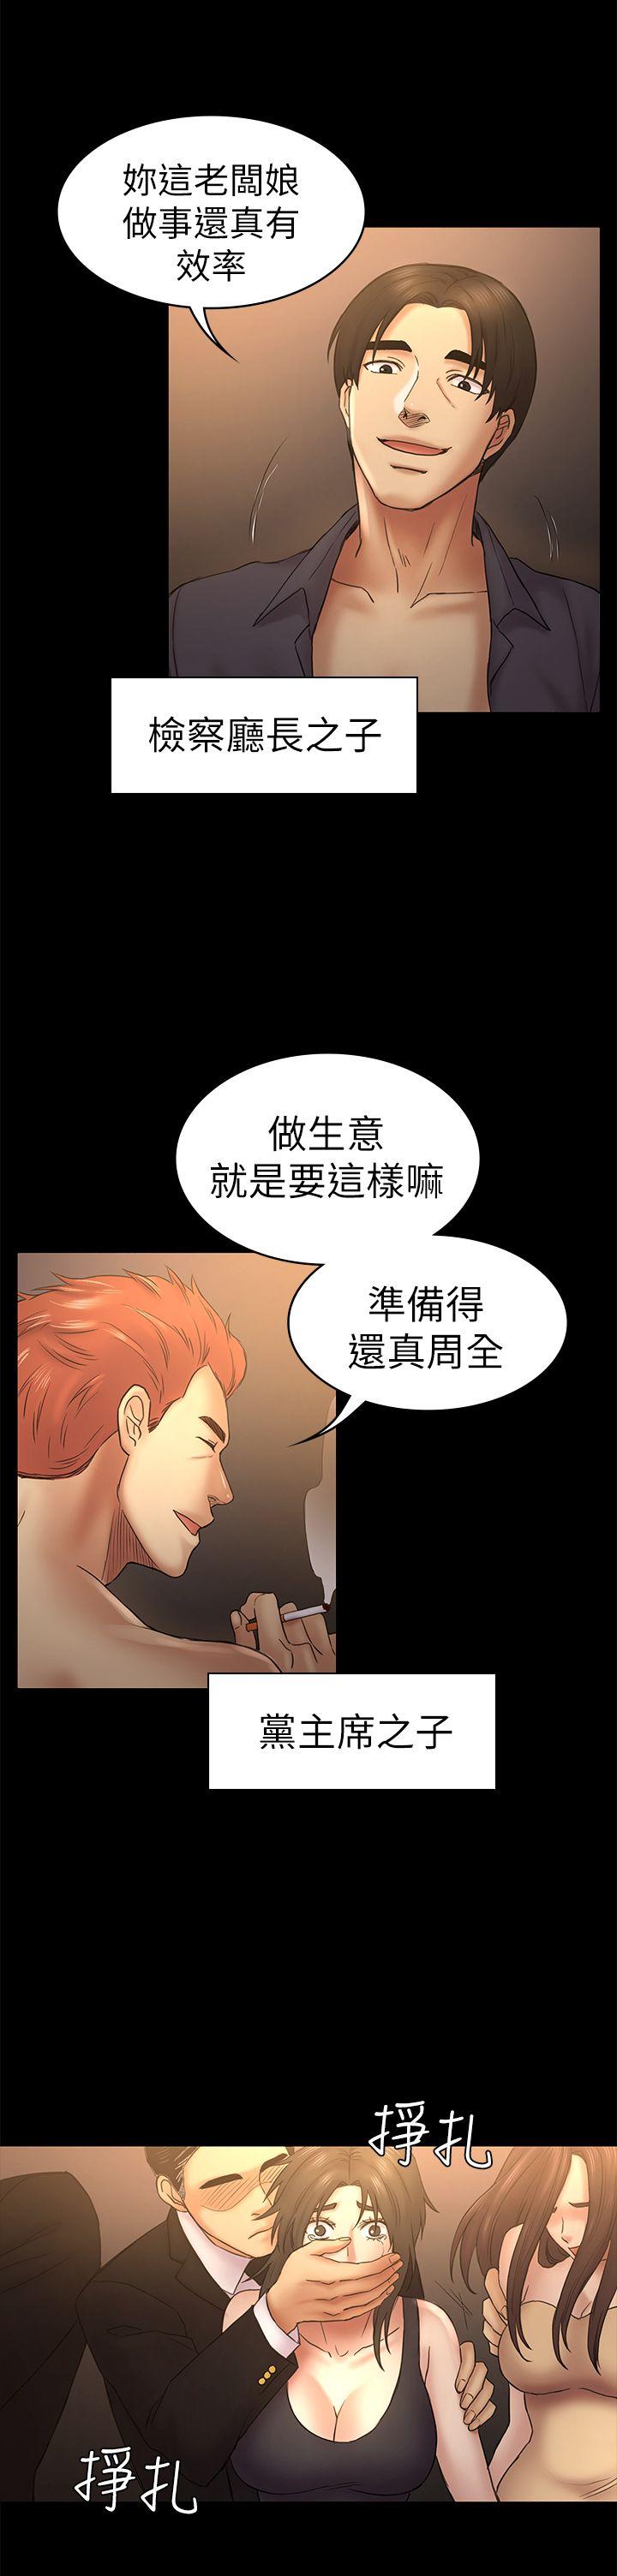 妳這老闆娘
做事還真有
效率
檢察廳長之子
做生意
就是要這樣嘛
準備得
還真周全
黨主席之子
掙扎
掙扎